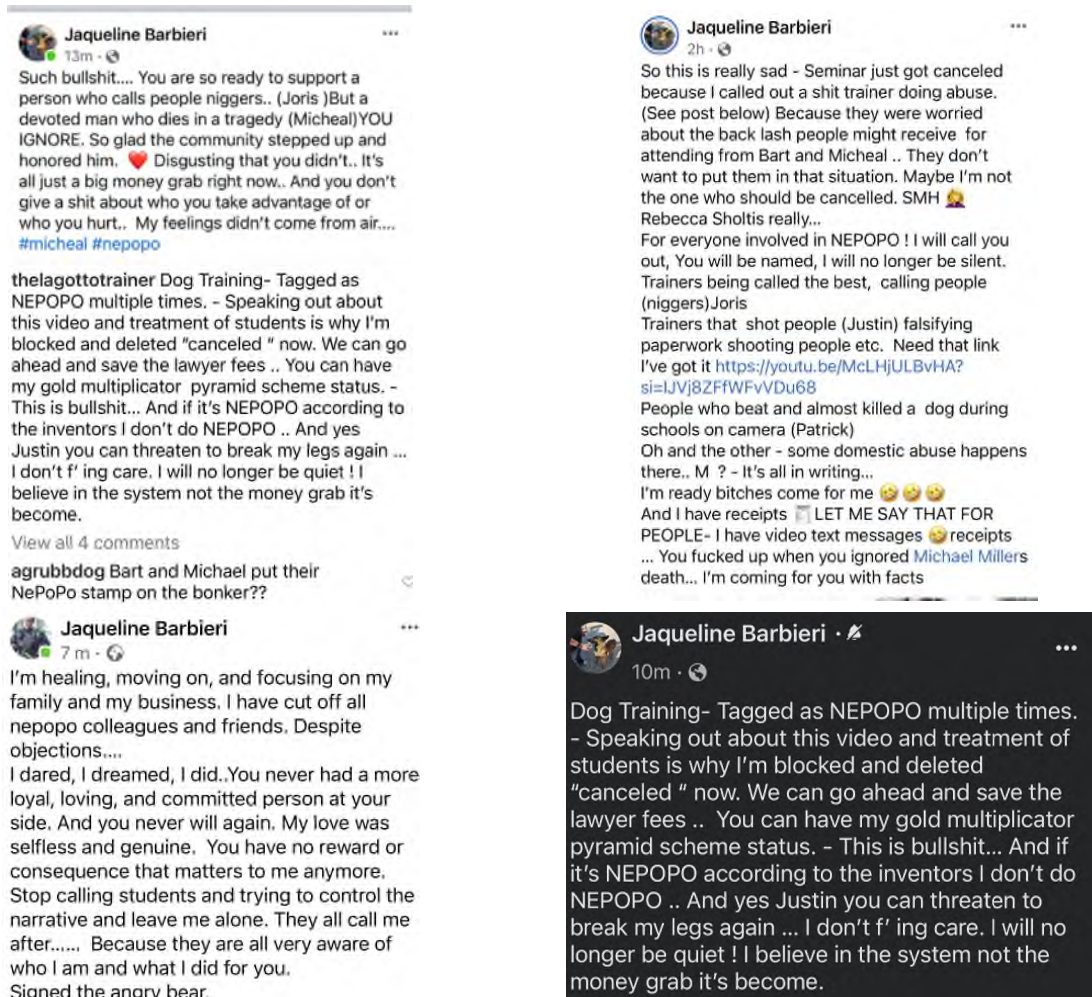 Jaqueline Barbieri
13m ·
Such bullshit.... You are so ready to support a
person who calls people niggers.. (Joris )But a
devoted man who dies in a tragedy (Micheal)YOU
IGNORE. So glad the community stepped up and
honored him. ❤️ Disgusting that you didn't.. It's
all just a big money grab right now.. And you don't
give a shit about who you take advantage of or
who you hurt.. My feelings didn't come from air....
#micheal #nepopo
thelagottotrainer Dog Training- Tagged as
NEPOPO multiple times. - Speaking out about
this video and treatment of students is why I'm
blocked and deleted "canceled " now. We can go
ahead and save the lawyer fees .. You can have
my gold multiplicator pyramid scheme status. -
This is bullshit... And if it's NEPOPO according to
the inventors I don't do NEPOPO .. And yes
Justin you can threaten to break my legs again ...
I don't f' ing care. I will no longer be quiet ! I
believe in the system not the money grab it's
become.
View all 4 comments
agrubbdog Bart and Michael put their
NePoPo stamp on the bonker??
Jaqueline Barbieri
7 m ·
I'm healing, moving on, and focusing on my
family and my business. I have cut off all
nepopo colleagues and friends. Despite
objections....
I dared, I dreamed, I did..You never had a more
loyal, loving, and committed person at your
side. And you never will again. My love was
selfless and genuine. You have no reward or
consequence that matters to me anymore.
Stop calling students and trying to control the
narrative and leave me alone. They all call me
after...... Because they are all very aware of
who I am and what I did for you.
Signed the angry bear.
Jaqueline Barbieri
2h ·
So this is really sad - Seminar just got canceled
because I called out a shit trainer doing abuse.
(See post below) Because they were worried
about the back lash people might receive for
attending from Bart and Micheal .. They don't
want to put them in that situation. Maybe I'm not
the one who should be cancelled. SMH 🤦‍♀️
Rebecca Sholtis really...
For everyone involved in NEPOPO ! I will call you
out, You will be named, I will no longer be silent.
Trainers being called the best, calling people
(niggers)Joris
Trainers that shot people (Justin) falsifying
paperwork shooting people etc. Need that link
I've got it https://youtu.be/McLHjULBvHA?
si=IJVj8ZFfWFvVDu68
People who beat and almost killed a dog during
schools on camera (Patrick)
Oh and the other - some domestic abuse happens
there.. M ? - It's all in writing...
I'm ready bitches come for me 🤣🤣🤣
And I have receipts 🧾 LET ME SAY THAT FOR
PEOPLE- I have video text messages 🤣receipts
... You fucked up when you ignored Michael Millers
death... I'm coming for you with facts
Jaqueline Barbieri ·
10m ·
Dog Training- Tagged as NEPOPO multiple times.
- Speaking out about this video and treatment of
students is why I'm blocked and deleted
"canceled " now. We can go ahead and save the
lawyer fees .. You can have my gold multiplicator
pyramid scheme status. - This is bullshit... And if
it's NEPOPO according to the inventors I don't do
NEPOPO .. And yes Justin you can threaten to
break my legs again ... I don't f' ing care. I will no
longer be quiet ! I believe in the system not the
money grab it's become.